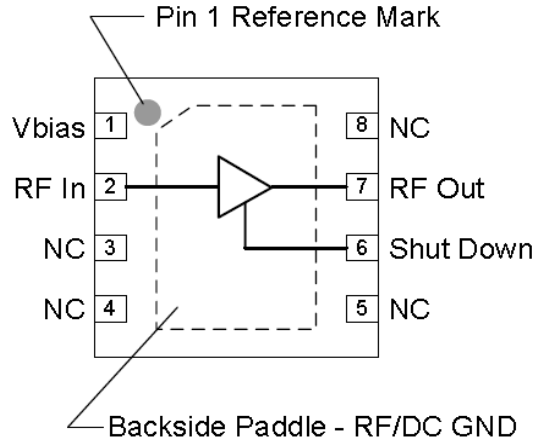 Pin 1 Reference Mark
Vbias 1
8 NC
RF In 2
7 RF Out
NC 3
6 Shut Down
NC 4
5 NC
Backside Paddle - RF/DC GND